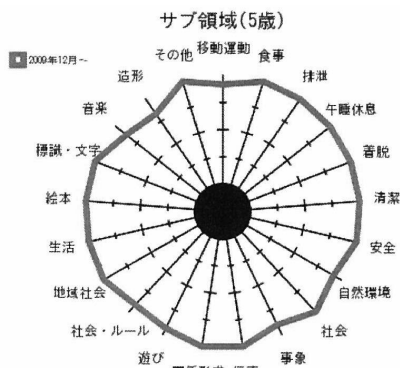 サブ領域(5歳)
2009年12月～
移動運動
食事
排泄
午睡休息
着脱
清潔
安全
自然環境
社会
事象
遊び
社会・ルール
地域社会
生活
絵本
標識・文字
音楽
造形
その他